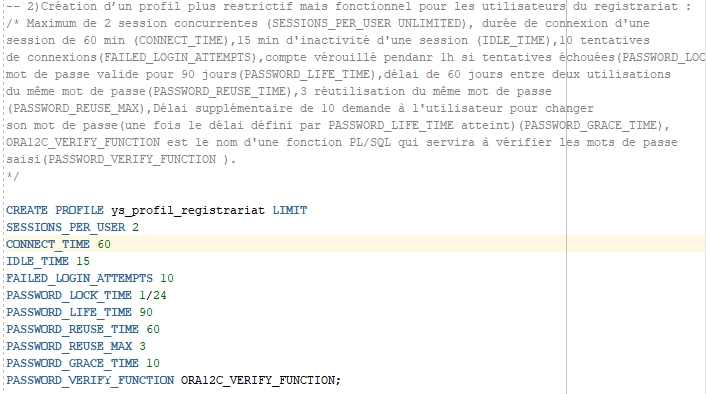 -- 2)Création d’un profil plus restrictif mais fonctionnel pour les utilisateurs du registrariat :
/* Maximum de 2 session concurrentes (SESSIONS_PER_USER UNLIMITED), durée de connexion d'une
session de 60 min (CONNECT_TIME),15 min d'inactivité d'une session (IDLE_TIME),10 tentatives
de connexions(FAILED_LOGIN_ATTEMPTS),compte vérouillé pendanr 1h si tentatives échouées(PASSWORD_LOC
mot de passe valide pour 90 jours(PASSWORD_LIFE_TIME),délai de 60 jours entre deux utilisations
du même mot de passe(PASSWORD_REUSE_TIME),3 réutilisation du même mot de passe
(PASSWORD_REUSE_MAX),Délai supplémentaire de 10 demande à l'utilisateur pour changer
son mot de passe(une fois le délai défini par PASSWORD_LIFE_TIME atteint)(PASSWORD_GRACE_TIME),
ORA12C_VERIFY_FUNCTION est le nom d'une fonction PL/SQL qui servira à vérifier les mots de passe
saisi(PASSWORD_VERIFY_FUNCTION ).
*/
CREATE PROFILE ys_profil_registrariat LIMIT
SESSIONS_PER_USER 2
CONNECT_TIME 60
IDLE_TIME 15
FAILED_LOGIN_ATTEMPTS 10
PASSWORD_LOCK_TIME 1/24
PASSWORD_LIFE_TIME 90
PASSWORD_REUSE_TIME 60
PASSWORD_REUSE_MAX 3
PASSWORD_GRACE_TIME 10
PASSWORD_VERIFY_FUNCTION ORA12C_VERIFY_FUNCTION;